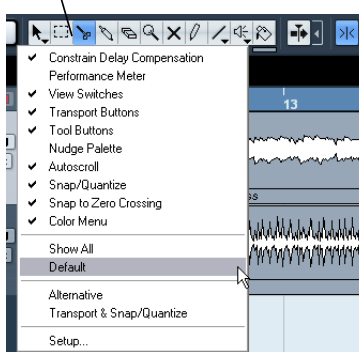 13
Constrain Delay Compensation
Performance Meter
View Switches
Transport Buttons
Tool Buttons
Nudge Palette
Autoscroll
Snap/Quantize
Snap to Zero Crossing
Color Menu
Show All
Default
Alternative
Transport & Snap/Quantize
Setup...